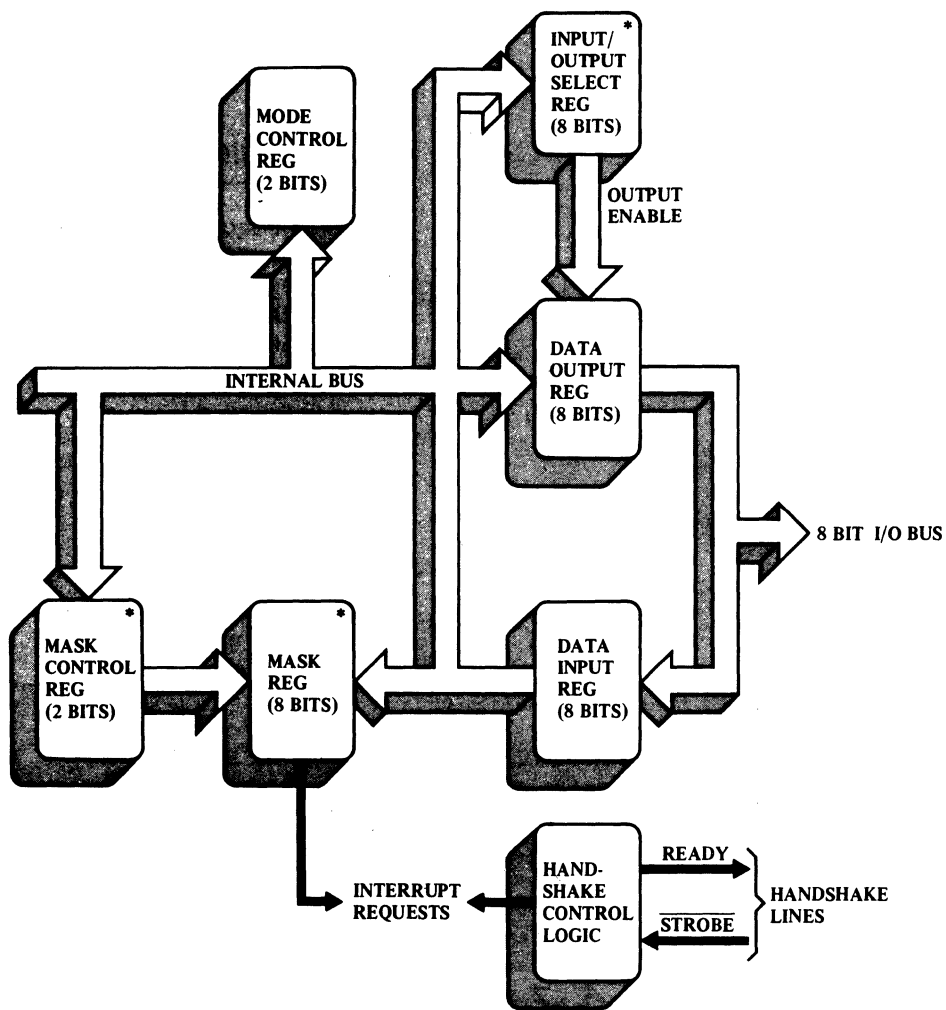 *
INPUT/
OUTPUT
SELECT
REG
(8 BITS)
MODE
CONTROL
REG
(2 BITS)
OUTPUT
ENABLE
INTERNAL BUS
DATA
OUTPUT
REG
(8 BITS)
8 BIT I/O BUS
*
MASK
CONTROL
REG
(2 BITS)
*
MASK
REG
(8 BITS)
DATA
INPUT
REG
(8 BITS)
INTERRUPT
REQUESTS
HAND-
SHAKE
CONTROL
LOGIC
READY
STROBE
HANDSHAKE
LINES